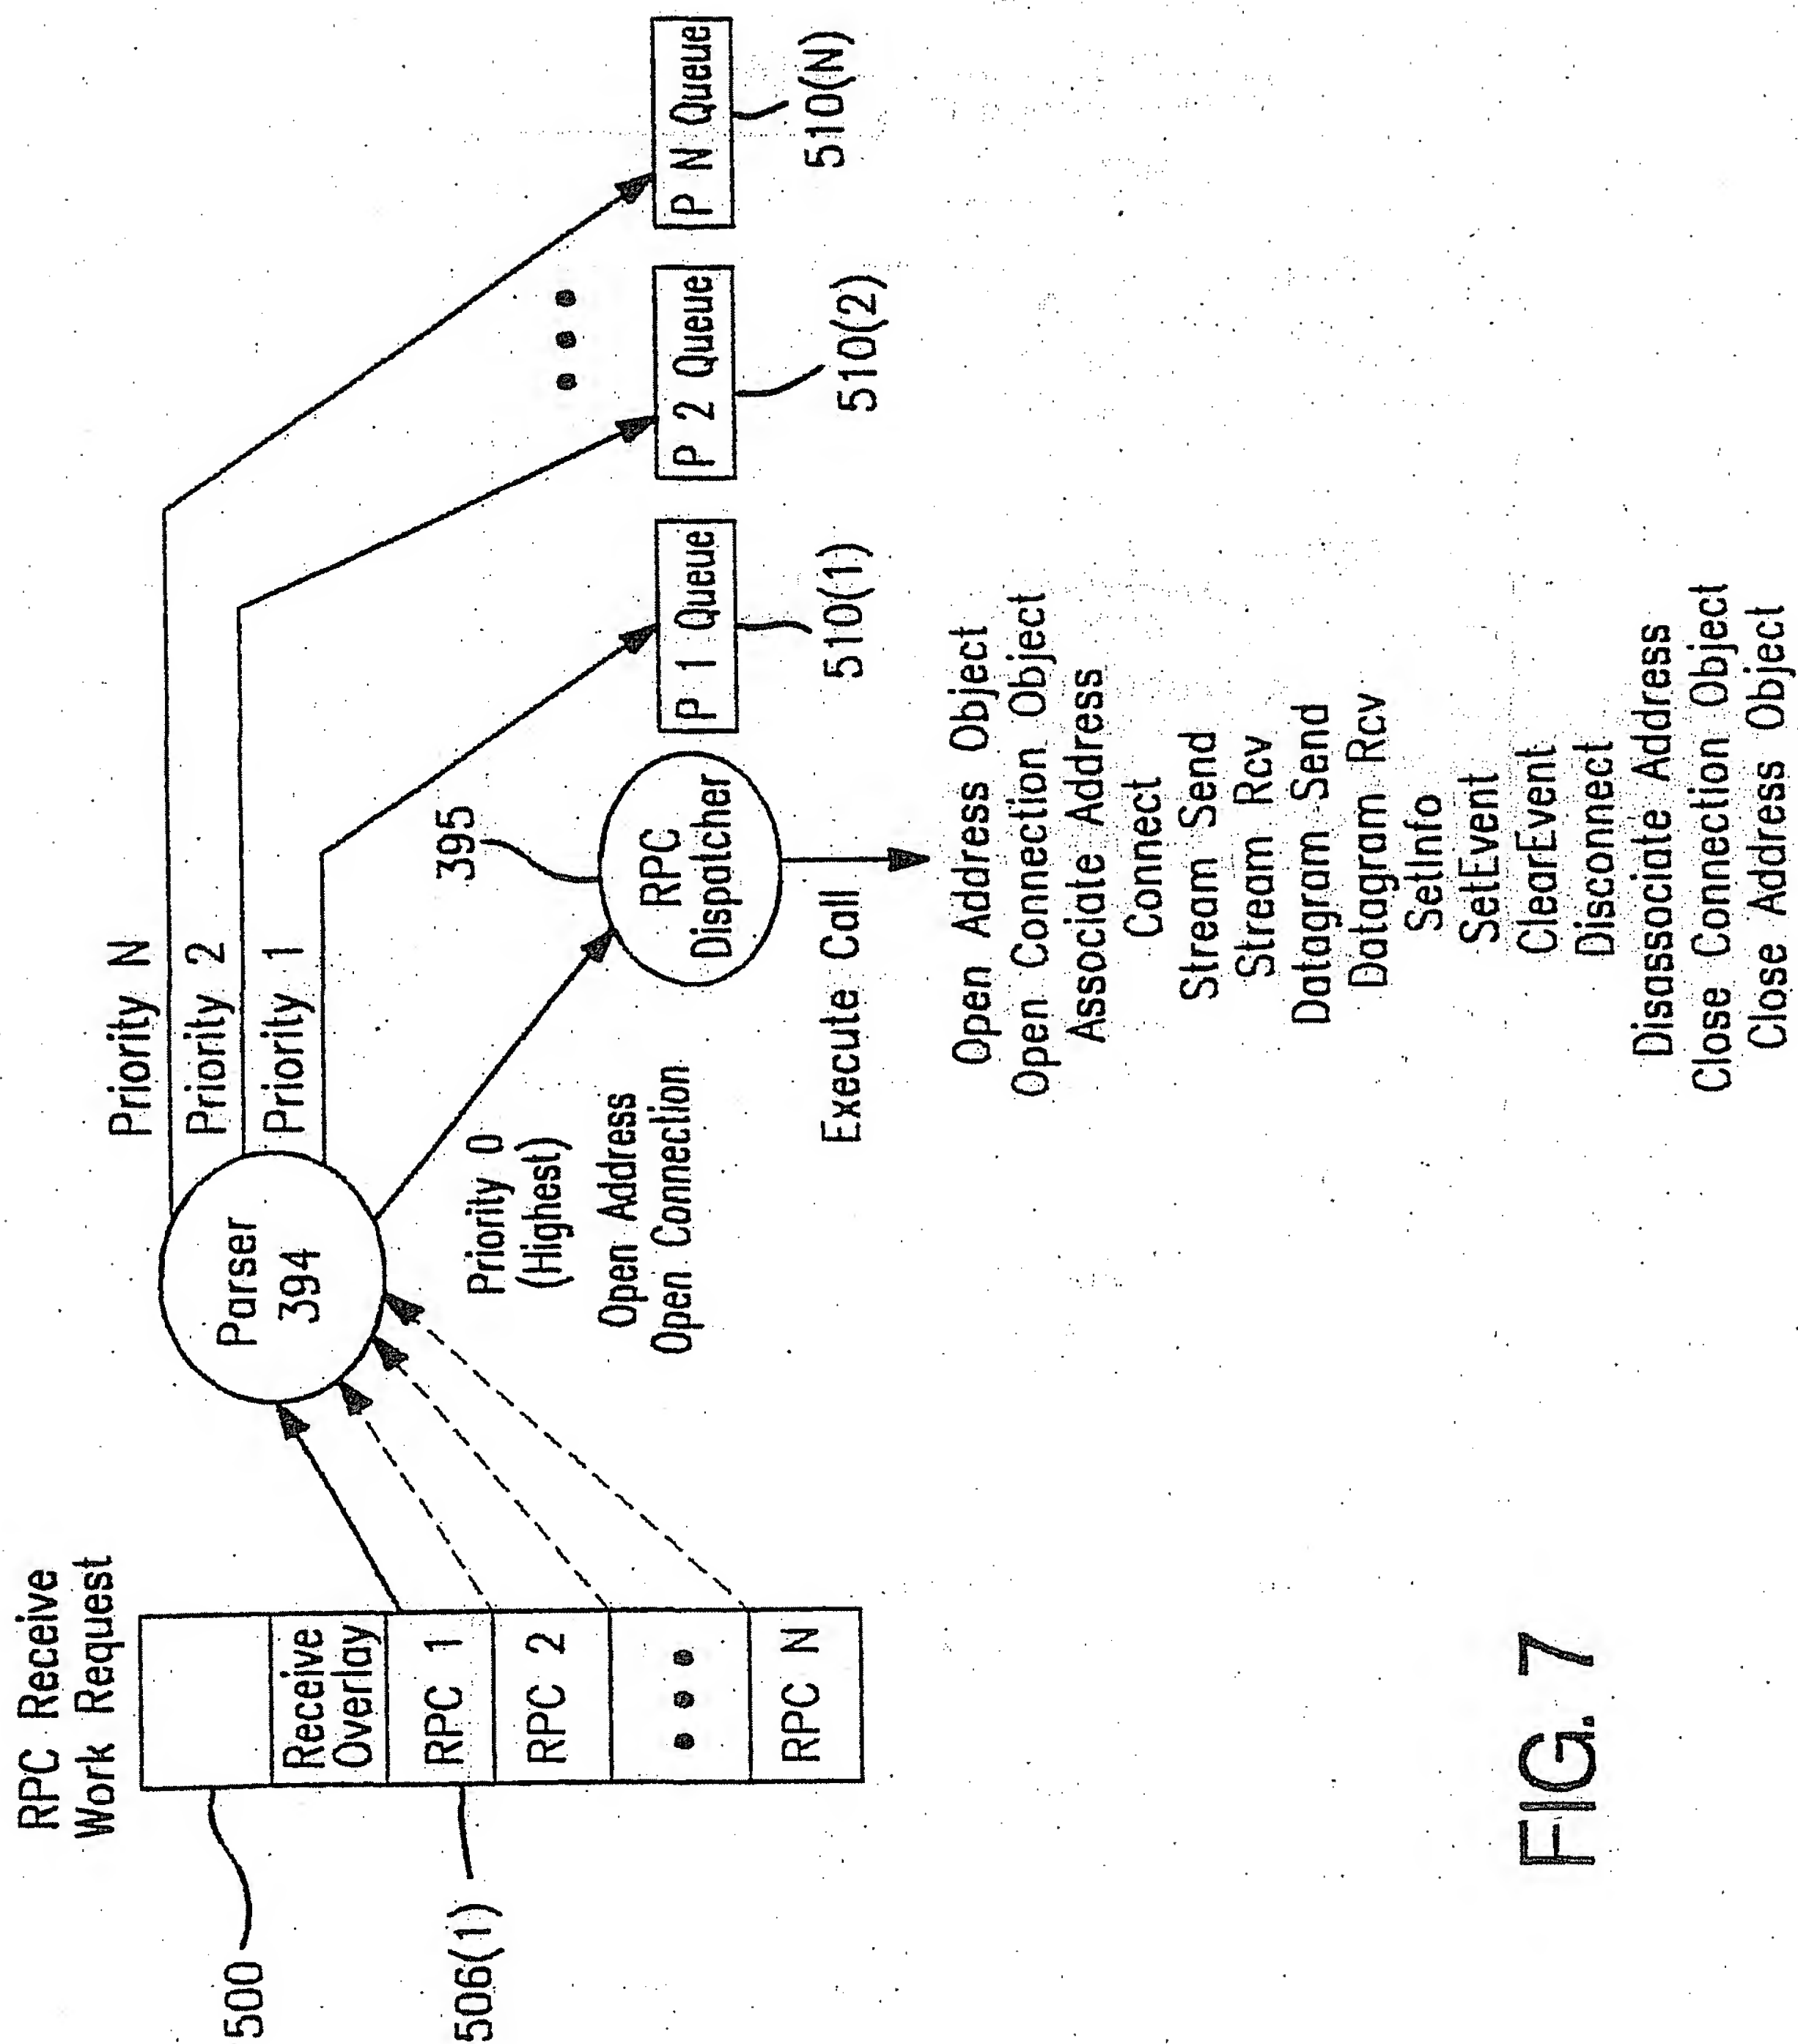 RPC Receive
Work Request
500
Receive
Overlay
506(1)
RPC 1
RPC 2
RPC N
Parser
394
Priority N
Priority 2
Priority 1
Priority 0
(Highest)
Open Address
Open Connection
395
RPC
Dispatcher
P 1 Queue
510(1)
P 2 Queue
510(2)
P N Queue
510(N)
Execute Call
Open Address Object
Open Connection Object
Associate Address
Connect
Stream Send
Stream Rcv
Datagram Send
Datagram Rcv
SetInfo
SetEvent
ClearEvent
Disconnect
Disassociate Address
Close Connection Object
Close Address Object
FIG. 7